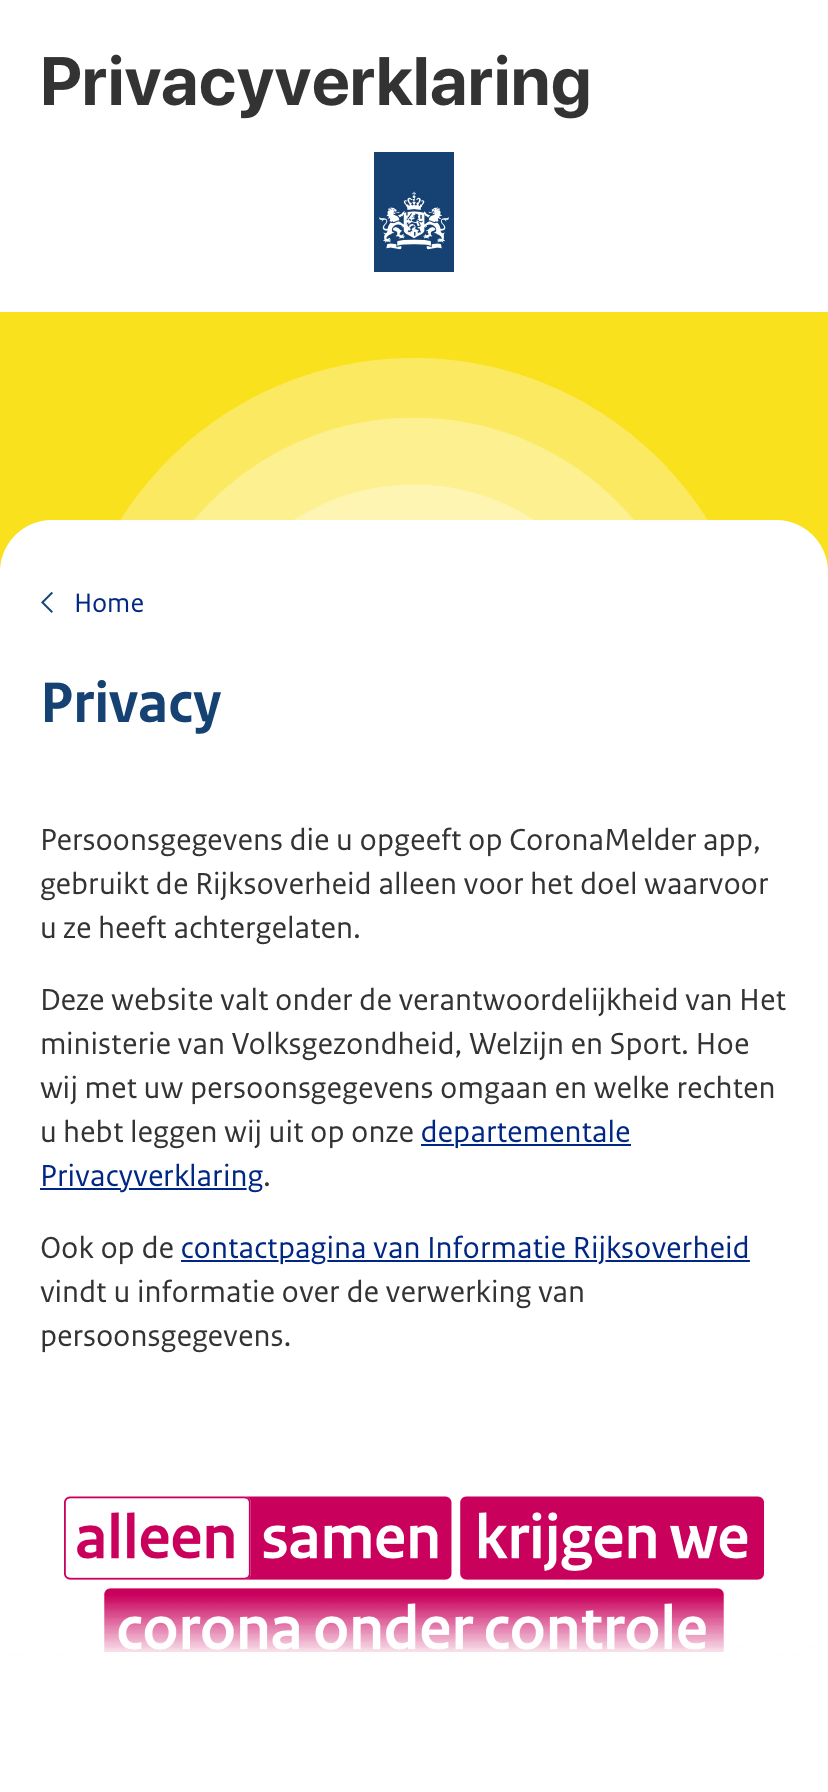 Privacyverklaring
Home
Privacy
Persoonsgegevens die u opgeeft op CoronaMelder app,
gebruikt de Rijksoverheid alleen voor het doel waarvoor
u ze heeft achtergelaten.
Deze website valt onder de verantwoordelijkheid van Het
ministerie van Volksgezondheid, Welzijn en Sport. Hoe
wij met uw persoonsgegevens omgaan en welke rechten
u hebt leggen wij uit op onze departementale
Privacyverklaring.
Ook op de contactpagina van Informatie Rijksoverheid
vindt u informatie over de verwerking van
persoonsgegevens.
alleen samen krijgen we
corona onder controle